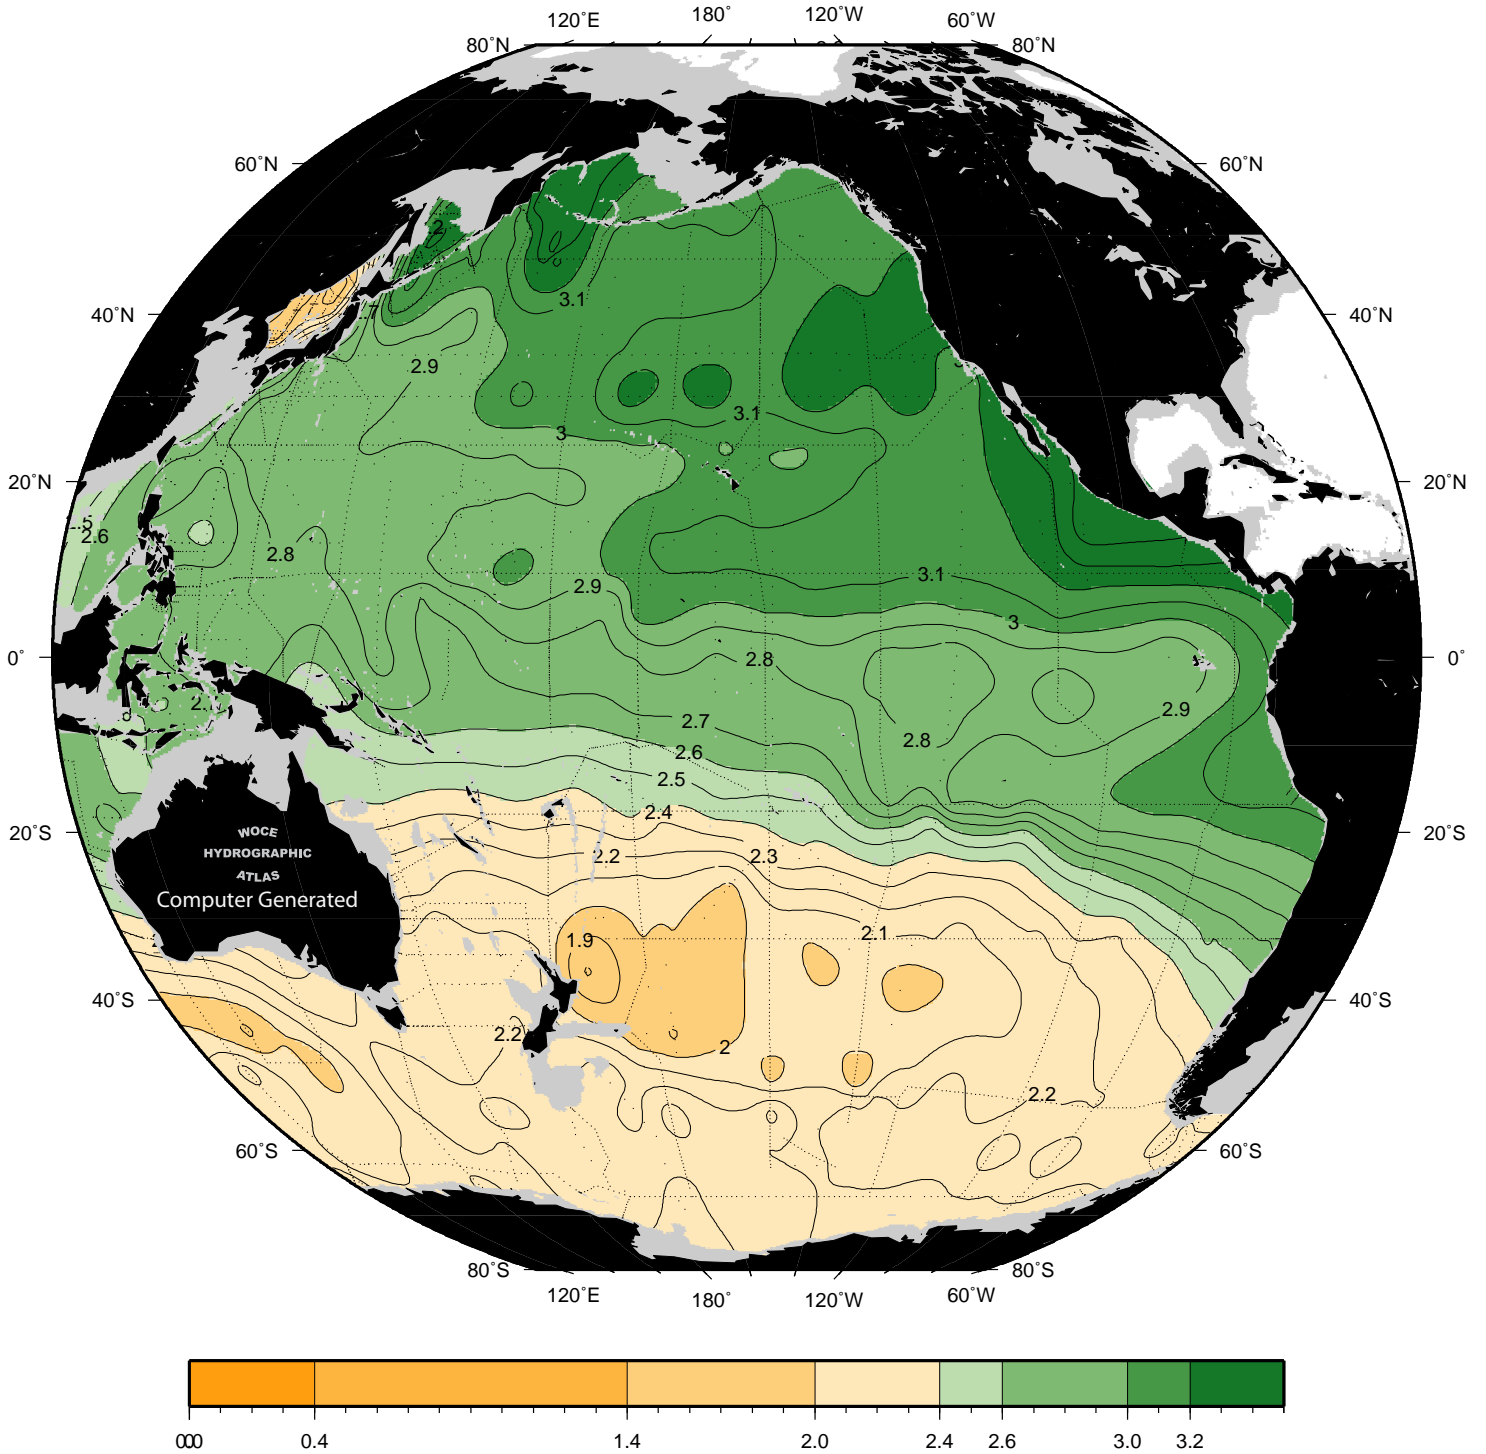 120˚E 180˚ 120˚W 60˚W
80˚N 80˚N
60˚N 60˚N
40˚N 40˚N
3.1
2.9
3.1
3
20˚N 20˚N
2.6
2.8
3.1
2.9
3
0˚ 2.8 0˚
2.9
2.7
2.8
2.6
2.5
2.4
20˚S 20˚S
WOCE
HYDROGRAPHIC
ATLAS
Computer Generated
2.2 2.3
2.1
1.9
40˚S 40˚S
2.2
2
2.2
60˚S 60˚S
80˚S 80˚S
120˚E 180˚ 120˚W 60˚W
0.4 1.4 2.0 2.4 2.6 3.0 3.2